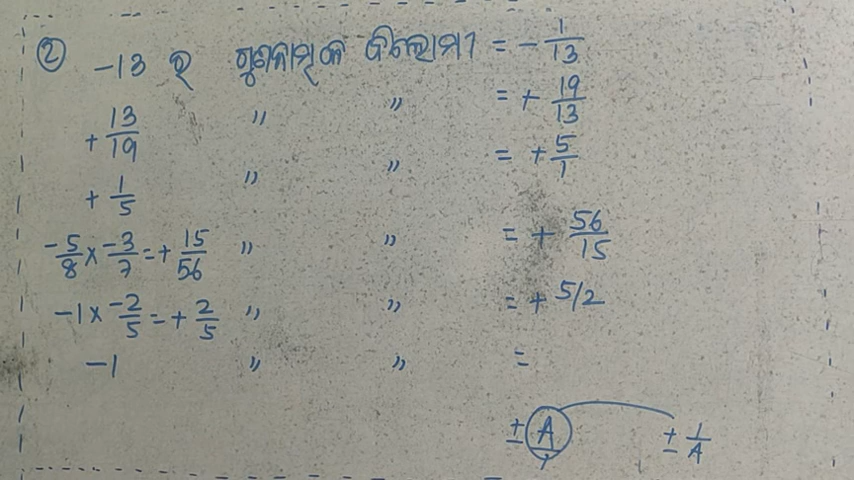 ② -13 ର ଗୁଣନାତ୍ମକ ବିଲୋମୀ = - 1/13
+ 13/19 " " = + 19/13
+ 1/5 " " = + 5/1
-5/8 x -3/7 = + 15/56 " " = + 56/15
-1 x -2/5 = + 2/5 " " = + 5/2
-1 " " =
± A/1 ± 1/A